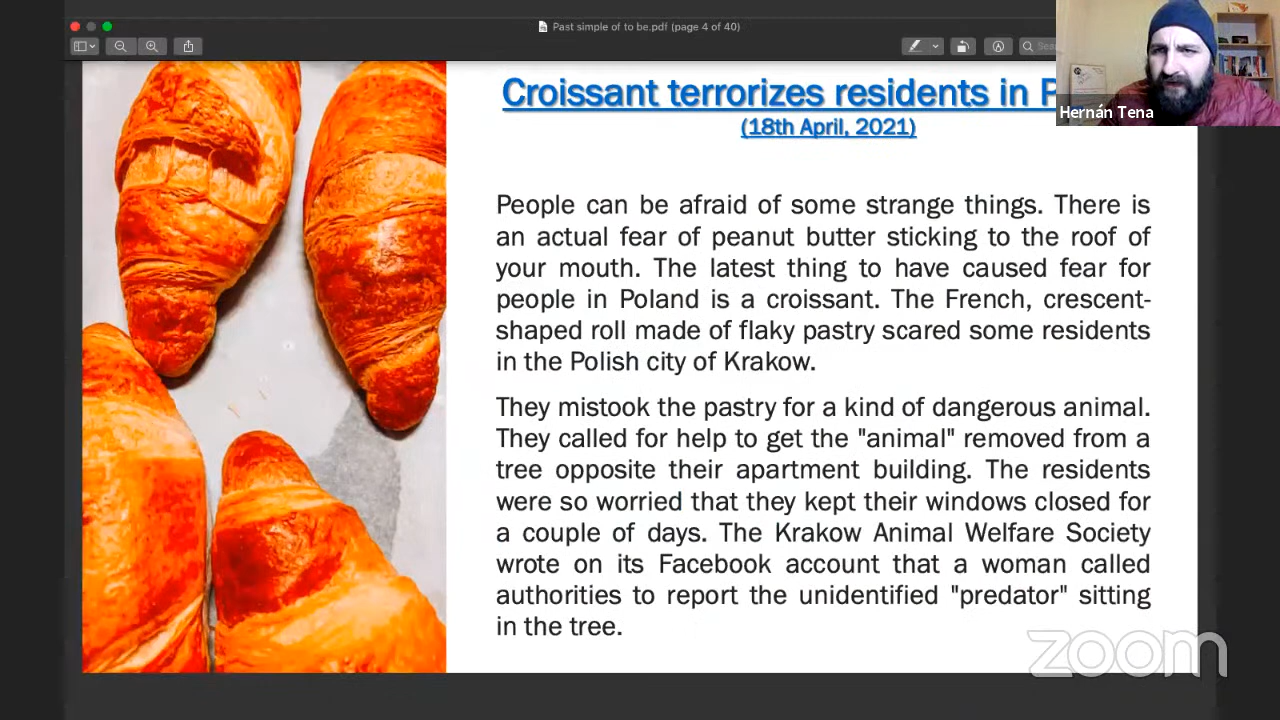 Past simple of to be.pdf (page 4 of 40)
Hernán Tena
Croissant terrorizes residents in
(18th April, 2021)
People can be afraid of some strange things. There is
an actual fear of peanut butter sticking to the roof of
your mouth. The latest thing to have caused fear for
people in Poland is a croissant. The French, crescent-
shaped roll made of flaky pastry scared some residents
in the Polish city of Krakow.
They mistook the pastry for a kind of dangerous animal.
They called for help to get the "animal" removed from a
tree opposite their apartment building. The residents
were so worried that they kept their windows closed for
a couple of days. The Krakow Animal Welfare Society
wrote on its Facebook account that a woman called
authorities to report the unidentified "predator" sitting
in the tree.
zoom